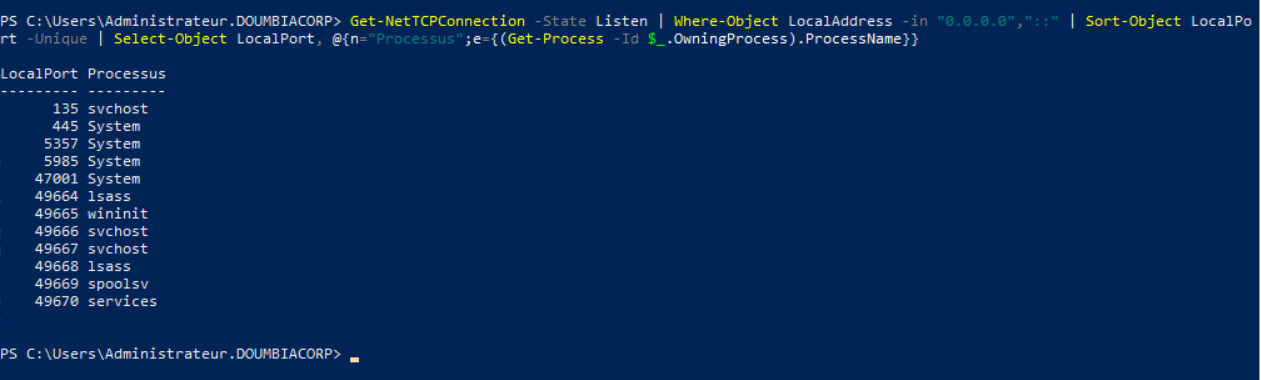 PS C:\Users\Administrateur.DOUMBIACORP> Get-NetTCPConnection -State Listen | Where-Object LocalAddress -in "0.0.0.0","::" | Sort-Object LocalPo
rt -Unique | Select-Object LocalPort, @{n="Processus";e={(Get-Process -Id $_.OwningProcess).ProcessName}}
LocalPort Processus
--------- ---------
135 svchost
445 System
5357 System
5985 System
47001 System
49664 lsass
49665 wininit
49666 svchost
49667 svchost
49668 lsass
49669 spoolsv
49670 services
PS C:\Users\Administrateur.DOUMBIACORP>